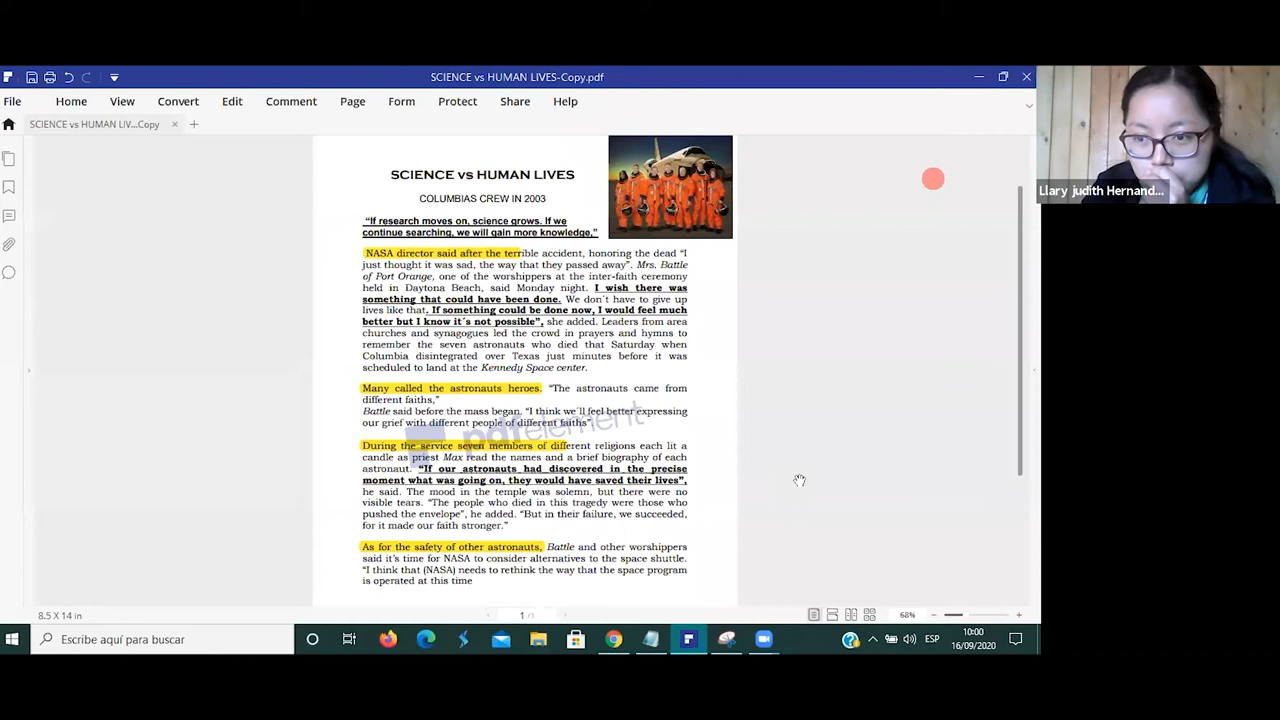 SCIENCE vs HUMAN LIVES-Copy.pdf
File Home View Convert Edit Comment Page Form Protect Share Help
SCIENCE vs HUMAN LIV...Copy
SCIENCE vs HUMAN LIVES
COLUMBIAS CREW IN 2003
“If research moves on, science grows. If we
continue searching, we will gain more knowledge,”
NASA director said after the terrible accident, honoring the dead “I
just thought it was sad, the way that they passed away”. Mrs. Battle
of Port Orange, one of the worshippers at the inter-faith ceremony
held in Daytona Beach, said Monday night. I wish there was
something that could have been done. We don´t have to give up
lives like that. If something could be done now, I would feel much
better but I know it´s not possible”, she added. Leaders from area
churches and synagogues led the crowd in prayers and hymns to
remember the seven astronauts who died that Saturday when
Columbia disintegrated over Texas just minutes before it was
scheduled to land at the Kennedy Space center.
Many called the astronauts heroes. “The astronauts came from
different faiths,”
Battle said before the mass began. “I think we´ll feel better expressing
our grief with different people of different faiths”.
pdfelement
During the service seven members of different religions each lit a
candle as priest Max read the names and a brief biography of each
astronaut. “If our astronauts had discovered in the precise
moment what was going on, they would have saved their lives”,
he said. The mood in the temple was solemn, but there were no
visible tears. “The people who died in this tragedy were those who
pushed the envelope”, he added. “But in their failure, we succeeded,
for it made our faith stronger.”
As for the safety of other astronauts, Battle and other worshippers
said it’s time for NASA to consider alternatives to the space shuttle.
“I think that (NASA) needs to rethink the way that the space program
is operated at this time
Llary judith Hernand...
8.5 X 14 in
1 /1
68%
Escribe aquí para buscar
ESP
10:00
16/09/2020